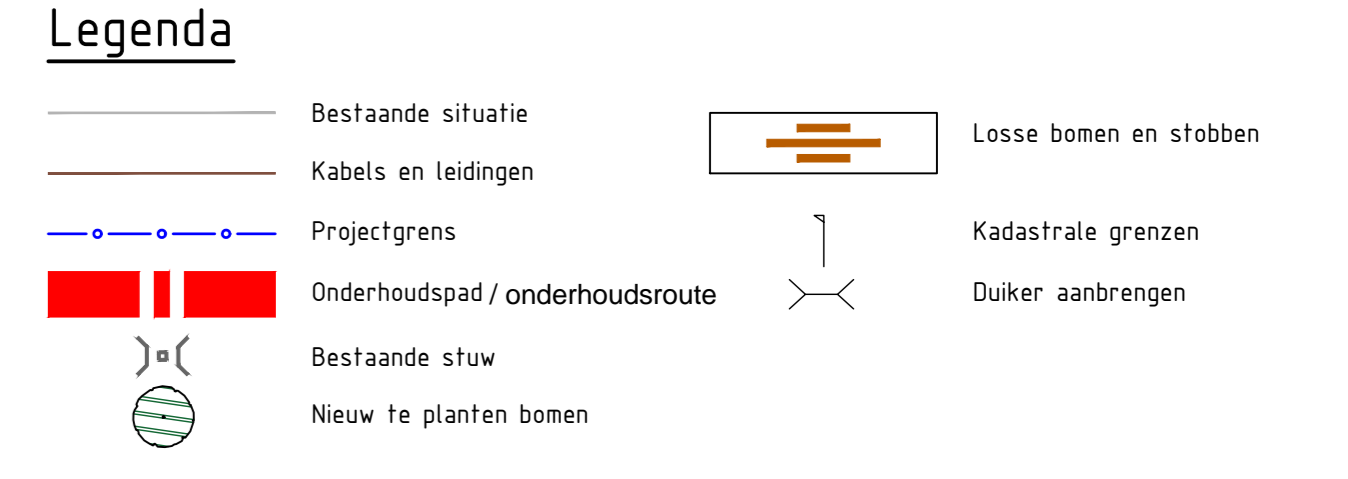 Legenda
Bestaande situatie
Kabels en leidingen
Projectgrens
Onderhoudspad / onderhoudsroute
Bestaande stuw
Nieuw te planten bomen
Losse bomen en stobben
Kadastrale grenzen
Duiker aanbrengen